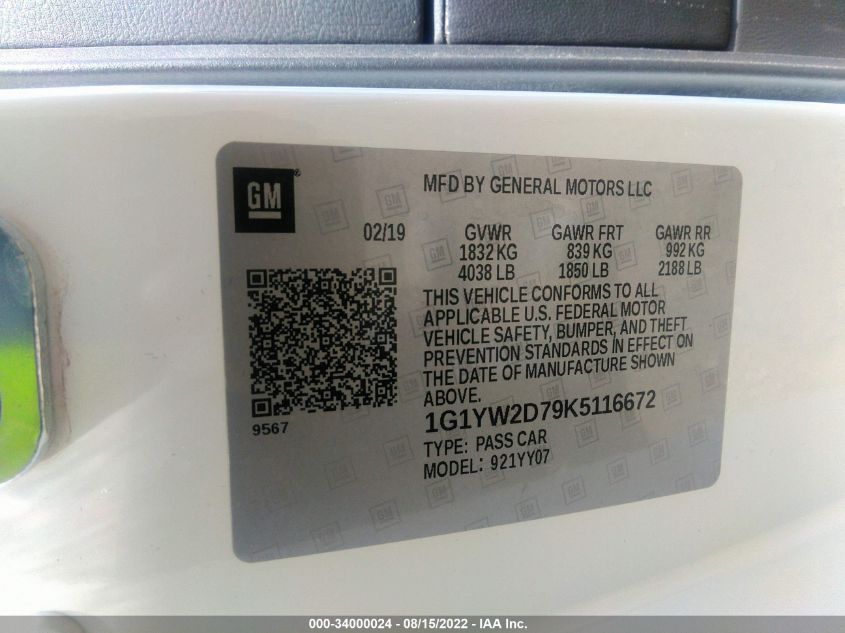 GM
MFD BY GENERAL MOTORS LLC
02/19 GVWR GAWR FRT GAWR RR
1832 KG 839 KG 992 KG
4038 LB 1850 LB 2188 LB
THIS VEHICLE CONFORMS TO ALL
APPLICABLE U.S. FEDERAL MOTOR
VEHICLE SAFETY, BUMPER, AND THEFT
PREVENTION STANDARDS IN EFFECT ON
THE DATE OF MANUFACTURE SHOWN
ABOVE.
9567
1G1YW2D79K5116672
TYPE: PASS CAR
MODEL: 921YY07
000-34000024 - 08/15/2022 - 1G1 - IAW (2)